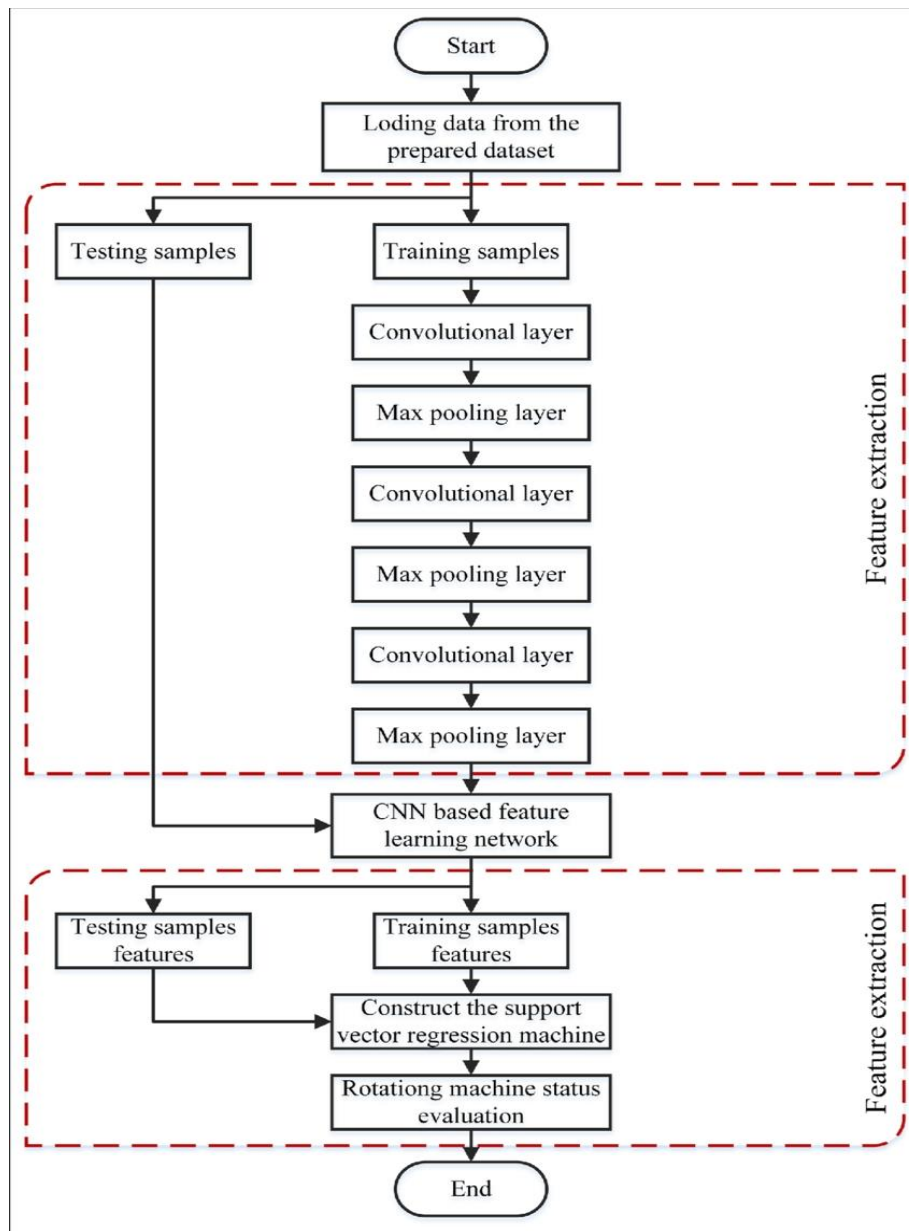 Start
Loding data from the
prepared dataset
Testing samples
Training samples
Convolutional layer
Max pooling layer
Convolutional layer
Max pooling layer
Convolutional layer
Max pooling layer
Feature extraction
CNN based feature
learning network
Testing samples
features
Training samples
features
Construct the support
vector regression machine
Rotationg machine status
evaluation
Feature extraction
End